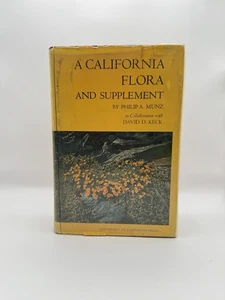 A CALIFORNIA
FLORA
AND SUPPLEMENT
BY PHILIP A. MUNZ
in Collaboration with
DAVID D. KECK